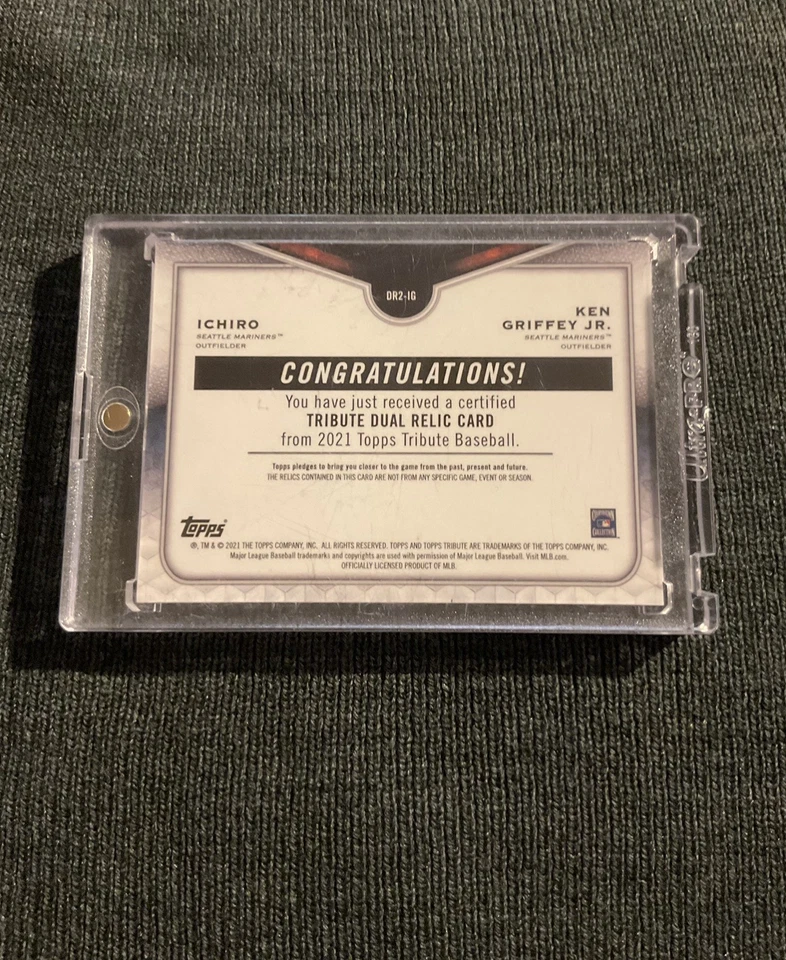 DR2-IG
ICHIRO
SEATTLE MARINERS™
OUTFIELDER
KEN
GRIFFEY JR.
SEATTLE MARINERS™
OUTFIELDER
CONGRATULATIONS!
You have just received a certified
TRIBUTE DUAL RELIC CARD
from 2021 Topps Tribute Baseball.
Topps pledges to bring you closer to the game from the past, present and future.
THE RELICS CONTAINED IN THIS CARD ARE NOT FROM ANY SPECIFIC GAME, EVENT OR SEASON.
topps
®, TM & © 2021 THE TOPPS COMPANY, INC. ALL RIGHTS RESERVED. TOPPS AND TOPPS TRIBUTE ARE TRADEMARKS OF THE TOPPS COMPANY, INC.
Major League Baseball trademarks and copyrights are used with permission of Major League Baseball. Visit MLB.com.
OFFICIALLY LICENSED PRODUCT OF MLB.
COLLECTION